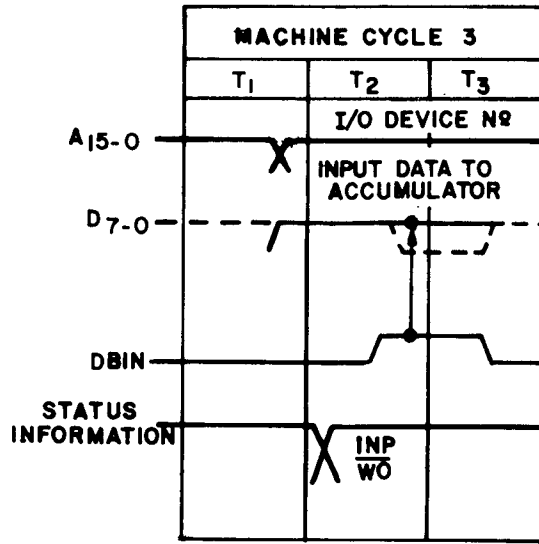 MACHINE CYCLE 3
T1 T2 T3
I/O DEVICE Nº
A15-0
INPUT DATA TO
ACCUMULATOR
D7-0
DBIN
STATUS
INFORMATION
INP
W̅O̅